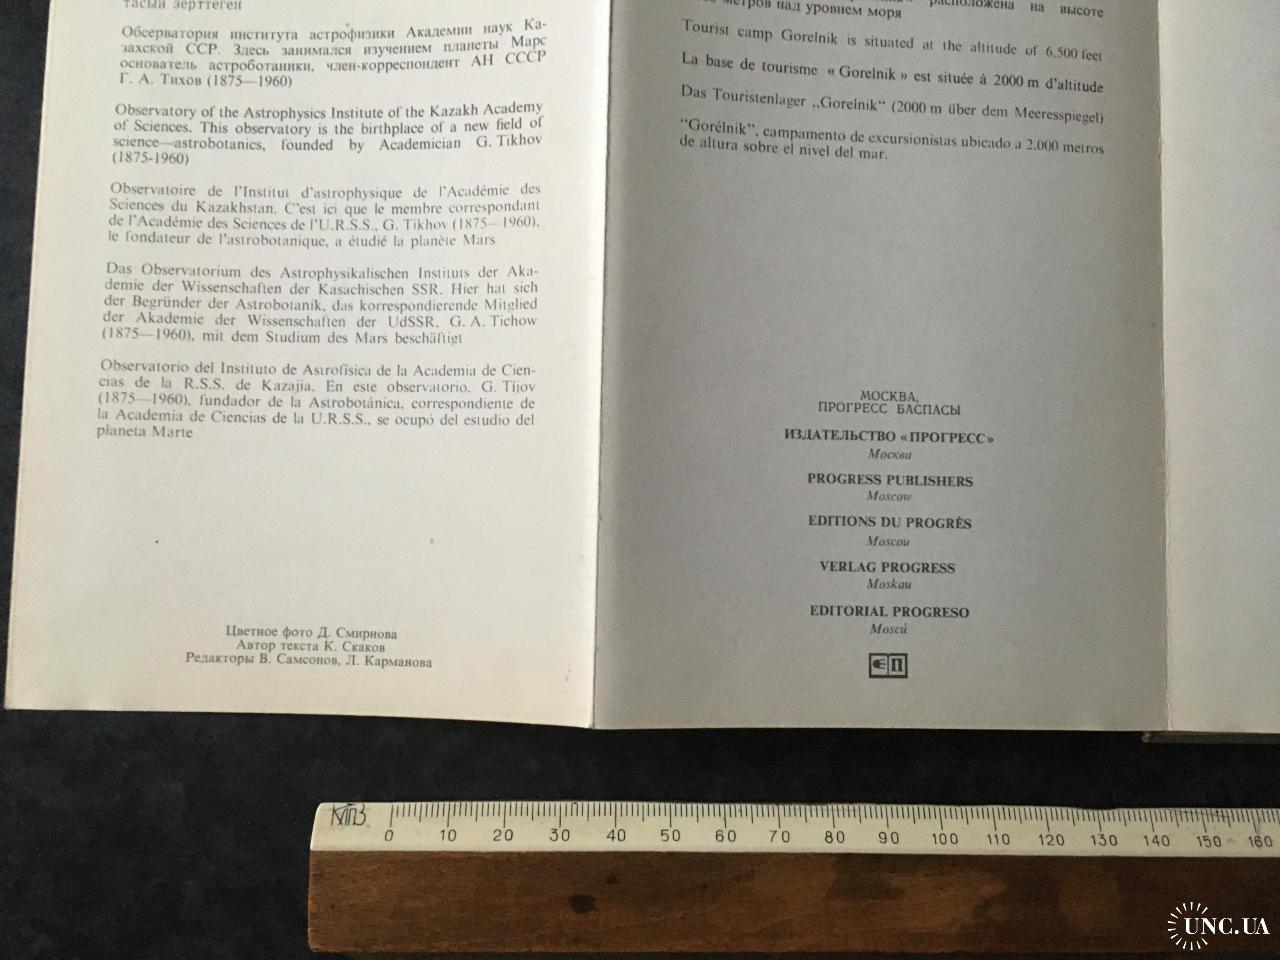 тасын зерттеген
Обсерватория института астрофизики Академии наук Ка-
захской ССР. Здесь занимался изучением планеты Марс
основатель астроботаники, член-корреспондент АН СССР
Г. А. Тихов (1875—1960)
Observatory of the Astrophysics Institute of the Kazakh Academy
of Sciences. This observatory is the birthplace of a new field of
science—astrobotanics, founded by Academician G. Tikhov
(1875-1960)
Observatoire de l'Institut d'astrophysique de l'Académie des
Sciences du Kazakhstan. C'est ici que le membre correspondant
de l'Académie des Sciences de l'U.R.S.S., G. Tikhov (1875—1960),
le fondateur de l'astrobotanique, a étudié la planète Mars
Das Observatorium des Astrophysikalischen Instituts der Aka-
demie der Wissenschaften der Kasachischen SSR. Hier hat sich
der Begründer der Astrobotanik, das korrespondierende Mitglied
der Akademie der Wissenschaften der UdSSR, G. A. Tichow
(1875—1960), mit dem Studium des Mars beschäftigt
Observatorio del Instituto de Astrofísica de la Academia de Cien-
cias de la R.S.S. de Kazajia. En este observatorio, G. Tijov
(1875—1960), fundador de la Astrobotánica, correspondiente de
la Academia de Ciencias de la U.R.S.S., se ocupó del estudio del
planeta Marte
Цветное фото Д. Смирнова
Автор текста К. Скаков
Редакторы В. Самсонов, Л. Карманова
расположена на высоте
метров над уровнем моря
Tourist camp Gorelnik is situated at the altitude of 6.500 feet
La base de tourisme « Gorelnik » est située à 2000 m d'altitude
Das Touristenlager „Gorelnik“ (2000 m über dem Meeresspiegel)
“Gorélnik”, campamento de excursionistas ubicado a 2.000 metros
de altura sobre el nivel del mar.
МОСКВА,
ПРОГРЕСС БАСПАСЫ
ИЗДАТЕЛЬСТВО «ПРОГРЕСС»
Москва
PROGRESS PUBLISHERS
Moscow
EDITIONS DU PROGRÈS
Moscou
VERLAG PROGRESS
Moskau
EDITORIAL PROGRESO
Moscú
П
КМПЗ
0 10 20 30 40 50 60 70 80 90 100 110 120 130 140 150 160
UNC.UA